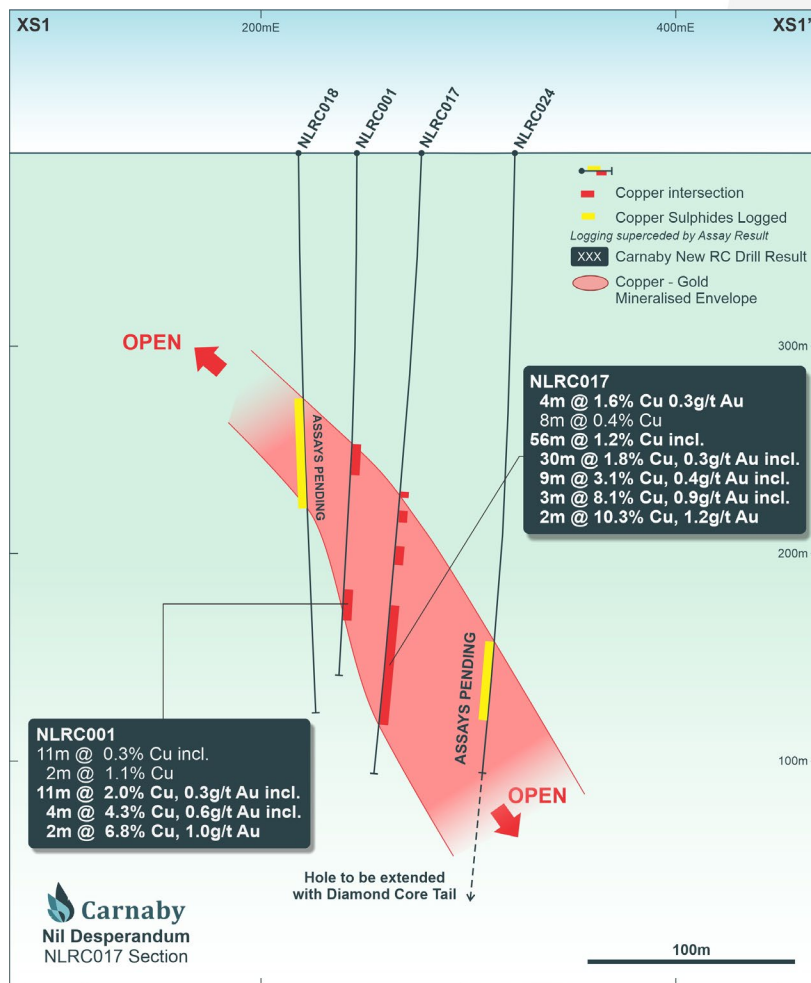 XS1
200mE
400mE
XS1'
NLRC018
NLRC001
NLRC017
NLRC024
Copper intersection
Copper Sulphides Logged
Logging superceded by Assay Result
XXX Carnaby New RC Drill Result
Copper - Gold
Mineralised Envelope
OPEN
300m
NLRC017
4m @ 1.6% Cu 0.3g/t Au
8m @ 0.4% Cu
56m @ 1.2% Cu incl.
30m @ 1.8% Cu, 0.3g/t Au incl.
9m @ 3.1% Cu, 0.4g/t Au incl.
3m @ 8.1% Cu, 0.9g/t Au incl.
2m @ 10.3% Cu, 1.2g/t Au
ASSAYS PENDING
200m
ASSAYS PENDING
NLRC001
11m @ 0.3% Cu incl.
2m @ 1.1% Cu
11m @ 2.0% Cu, 0.3g/t Au incl.
4m @ 4.3% Cu, 0.6g/t Au incl.
2m @ 6.8% Cu, 1.0g/t Au
100m
OPEN
Hole to be extended
with Diamond Core Tail
Carnaby
Nil Desperandum
NLRC017 Section
100m